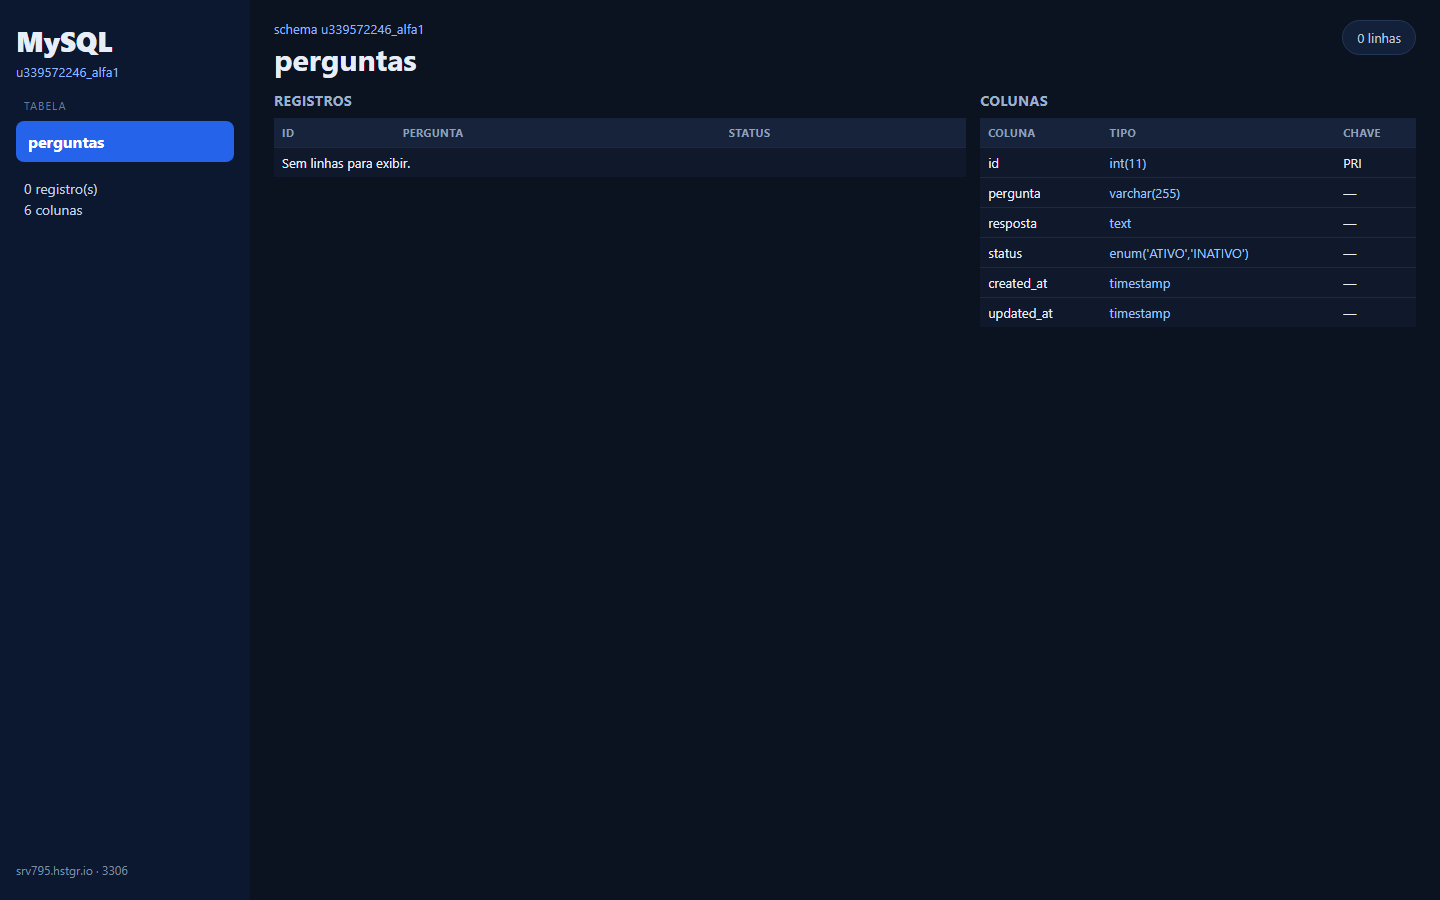 MySQL
u339572246_alfa1
TABELA
perguntas
0 registro(s)
6 colunas
srv795.hstgr.io · 3306
schema u339572246_alfa1
perguntas
0 linhas
REGISTROS
ID PERGUNTA STATUS
Sem linhas para exibir.
COLUNAS
COLUNA TIPO CHAVE
id int(11) PRI
pergunta varchar(255) —
resposta text —
status enum('ATIVO','INATIVO') —
created_at timestamp —
updated_at timestamp —